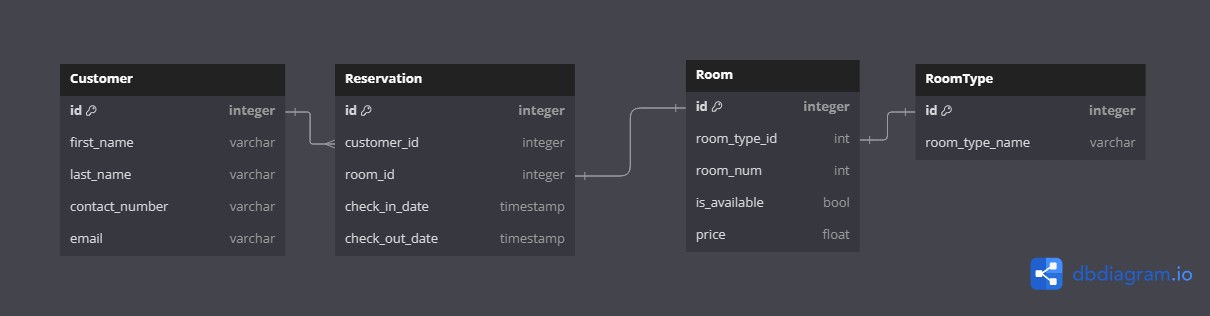 Customer
id integer
first_name varchar
last_name varchar
contact_number varchar
email varchar
Reservation
id integer
customer_id integer
room_id integer
check_in_date timestamp
check_out_date timestamp
Room
id integer
room_type_id int
room_num int
is_available bool
price float
RoomType
id integer
room_type_name varchar
dbdiagram.io